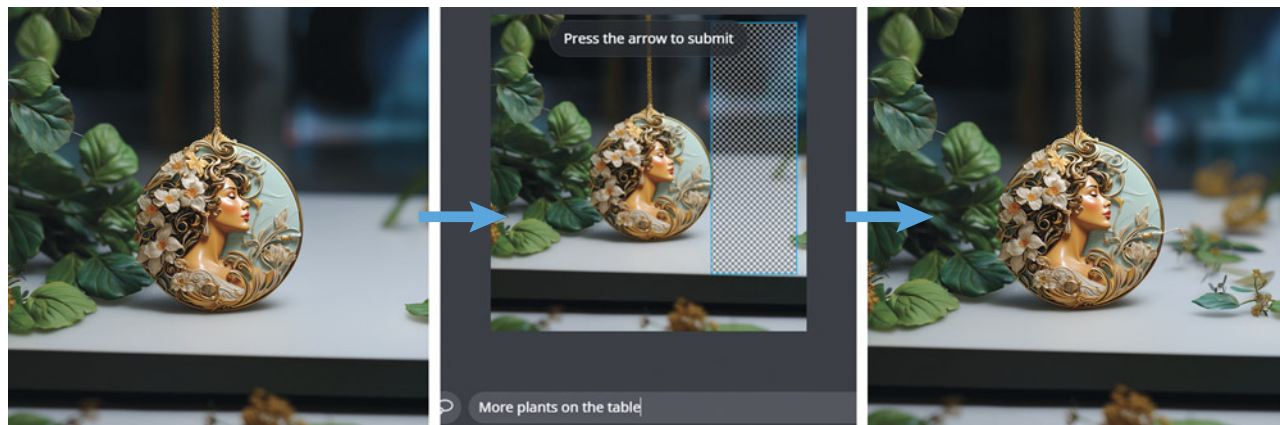 Press the arrow to submit
More plants on the table